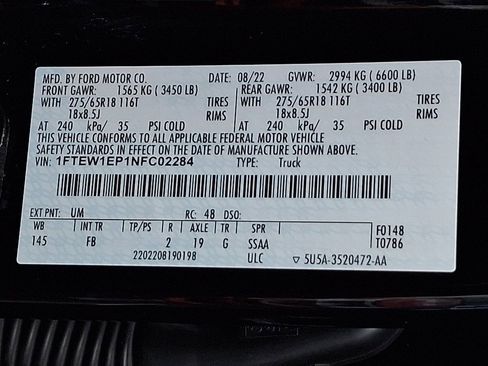 MFD. BY FORD MOTOR CO. DATE: 08/22 GVWR: 2994 KG ( 6600 LB)
FRONT GAWR: 1565 KG ( 3450 LB) REAR GAWR: 1542 KG ( 3400 LB)
WITH 275/65R18 116T TIRES WITH 275/65R18 116T TIRES
18x8.5J RIMS 18x8.5J RIMS
AT 240 kPa/ 35 PSI COLD AT 240 kPa/ 35 PSI COLD
THIS VEHICLE CONFORMS TO ALL APPLICABLE FEDERAL MOTOR VEHICLE
SAFETY STANDARDS IN EFFECT ON THE DATE OF MANUFACTURE SHOWN ABOVE.
VIN: 1FTEW1EP1NFC02284 TYPE: Truck
EXT PNT: UM RC: 48 DSO: F0148
WB INT TR TP/PS R AXLE TR SPR T0786
145 FB 2 19 G SSAA
2202208190198 ULC ▽ 5U5A-3520472-AA